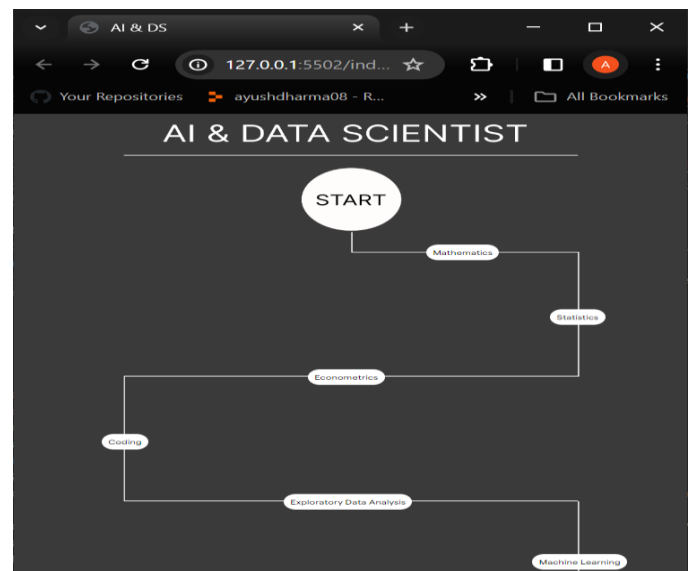 AI & DS
127.0.0.1:5502/ind...
A
Your Repositories
ayushdharma08 - R...
All Bookmarks
AI & DATA SCIENTIST
START
Mathematics
Statistics
Econometrics
Coding
Exploratory Data Analysis
Machine Learning